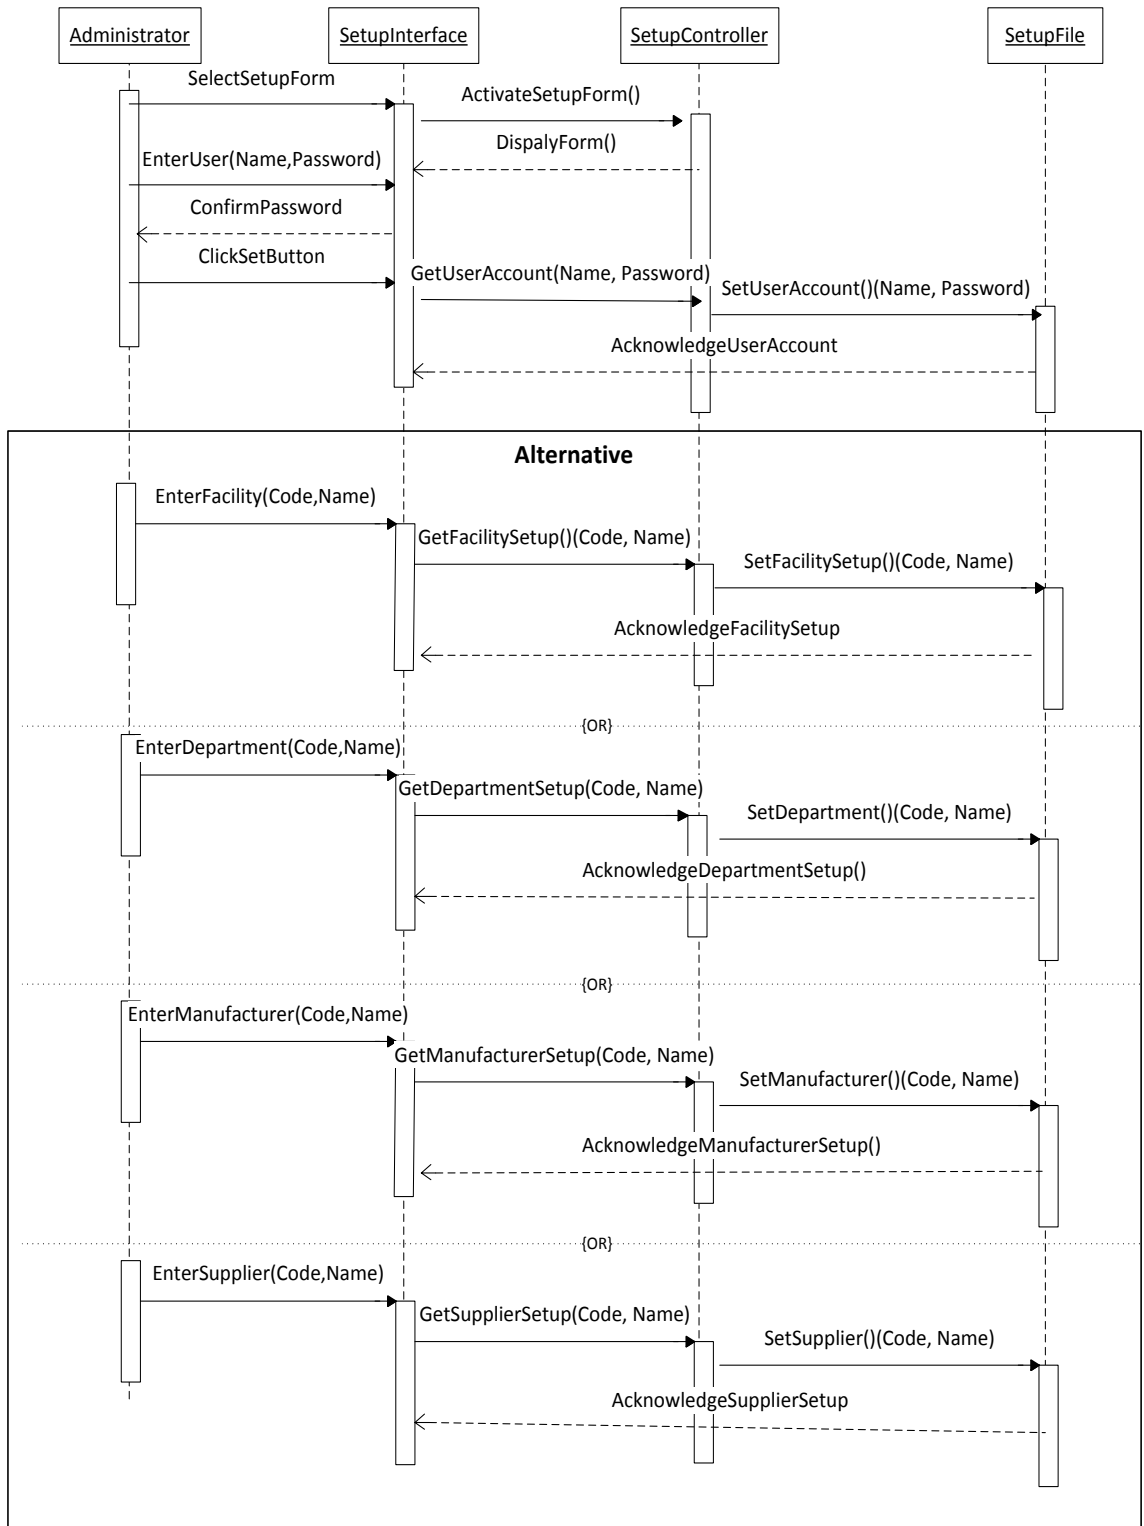 Administrator
SetupInterface
SetupController
SetupFile
SelectSetupForm
ActivateSetupForm()
DispalyForm()
EnterUser(Name,Password)
ConfirmPassword
ClickSetButton
GetUserAccount(Name, Password)
SetUserAccount()(Name, Password)
AcknowledgeUserAccount
Alternative
EnterFacility(Code,Name)
GetFacilitySetup()(Code, Name)
SetFacilitySetup()(Code, Name)
AcknowledgeFacilitySetup
{OR}
EnterDepartment(Code,Name)
GetDepartmentSetup(Code, Name)
SetDepartment()(Code, Name)
AcknowledgeDepartmentSetup()
{OR}
EnterManufacturer(Code,Name)
GetManufacturerSetup(Code, Name)
SetManufacturer()(Code, Name)
AcknowledgeManufacturerSetup()
{OR}
EnterSupplier(Code,Name)
GetSupplierSetup(Code, Name)
SetSupplier()(Code, Name)
AcknowledgeSupplierSetup